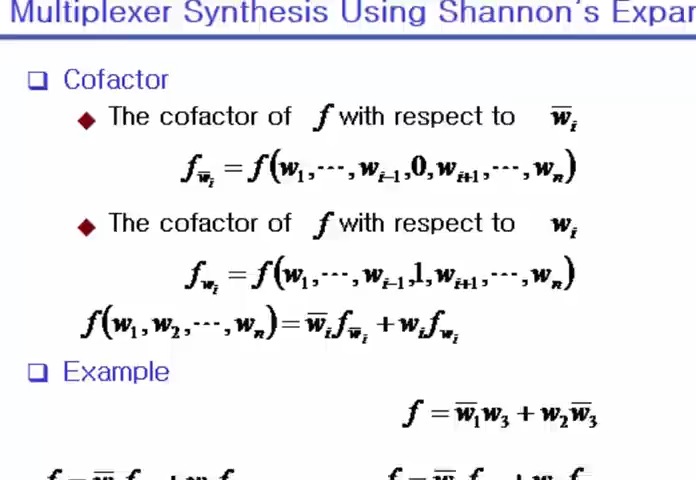 Multiplexer Synthesis Using Shannon's Expan
Cofactor
The cofactor of f with respect to w̅ᵢ
f_w̅ᵢ = f(w₁,⋯,wᵢ₋₁,0,wᵢ₊₁,⋯,wₙ)
The cofactor of f with respect to wᵢ
f_wᵢ = f(w₁,⋯,wᵢ₋₁,1,wᵢ₊₁,⋯,wₙ)
f(w₁,w₂,⋯,wₙ)= w̅ᵢf_w̅ᵢ + wᵢf_wᵢ
Example
f = w̅₁w₃ + w₂w̅₃